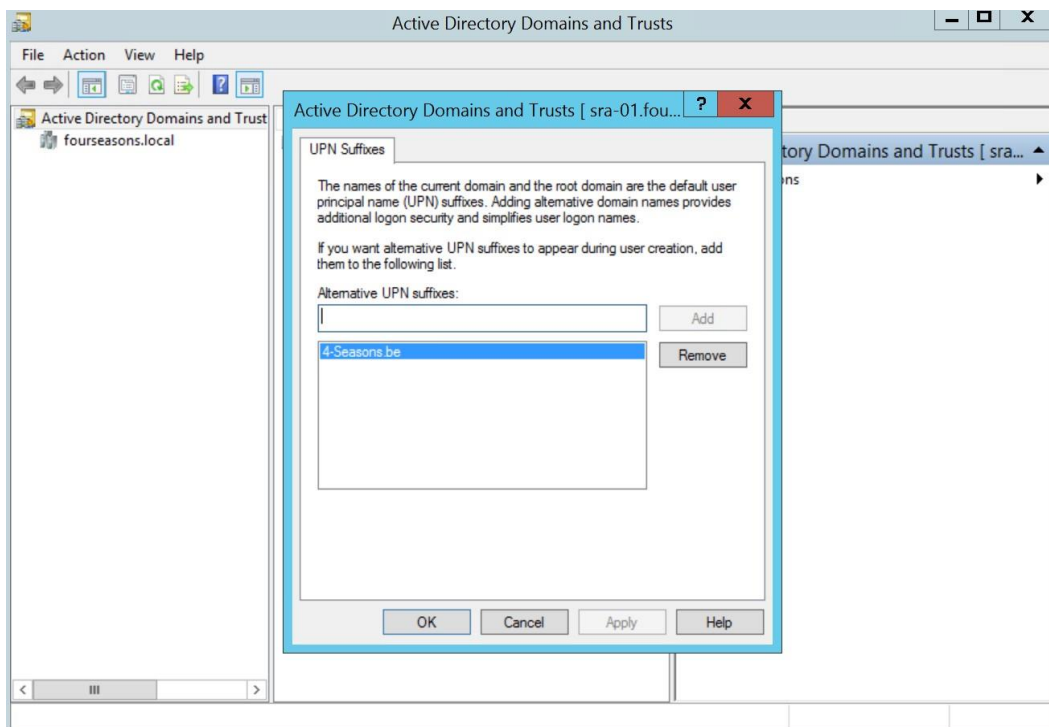 Active Directory Domains and Trusts
File Action View Help
Active Directory Domains and Trust
fourseasons.local
Active Directory Domains and Trusts [ sra-01.fou...
UPN Suffixes
The names of the current domain and the root domain are the default user
principal name (UPN) suffixes. Adding alternative domain names provides
additional logon security and simplifies user logon names.
If you want alternative UPN suffixes to appear during user creation, add
them to the following list.
Alternative UPN suffixes:
Add
4-Seasons.be
Remove
OK Cancel Apply Help
tory Domains and Trusts [ sra...
ns